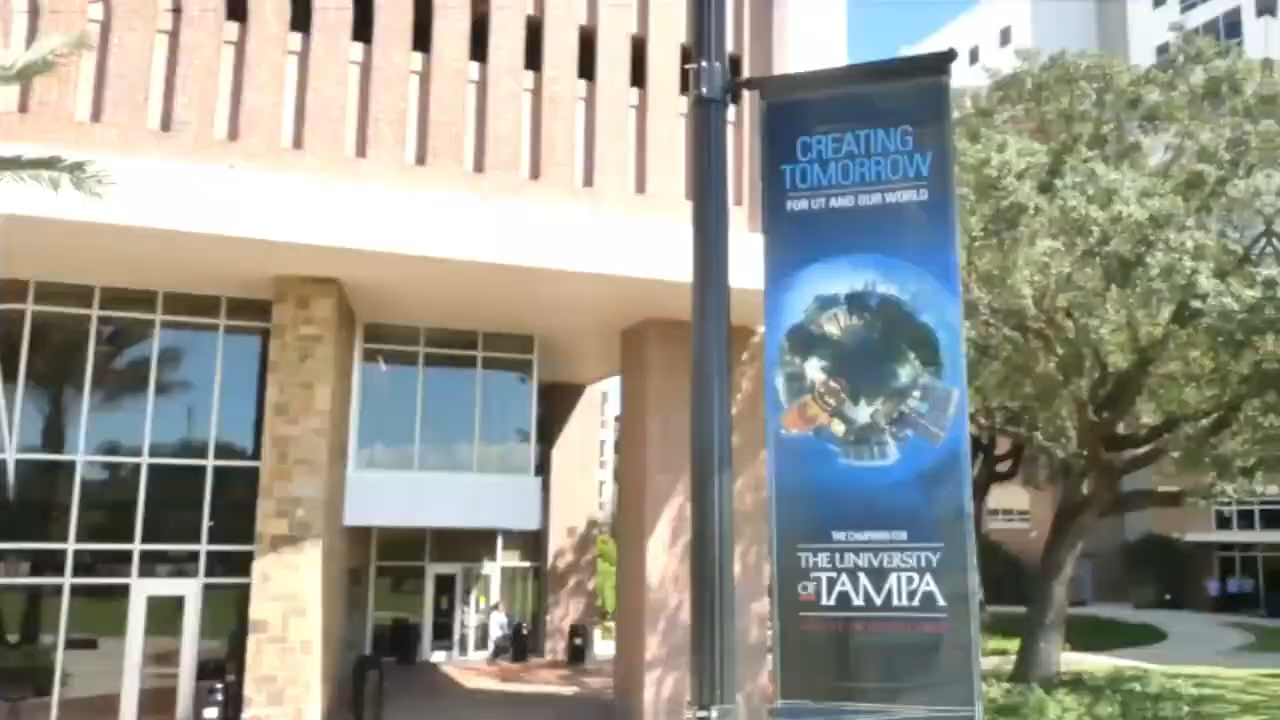 CREATING
TOMORROW
FOR UT AND OUR WORLD
THE CAMPAIGN FOR
THE UNIVERSITY
OF TAMPA